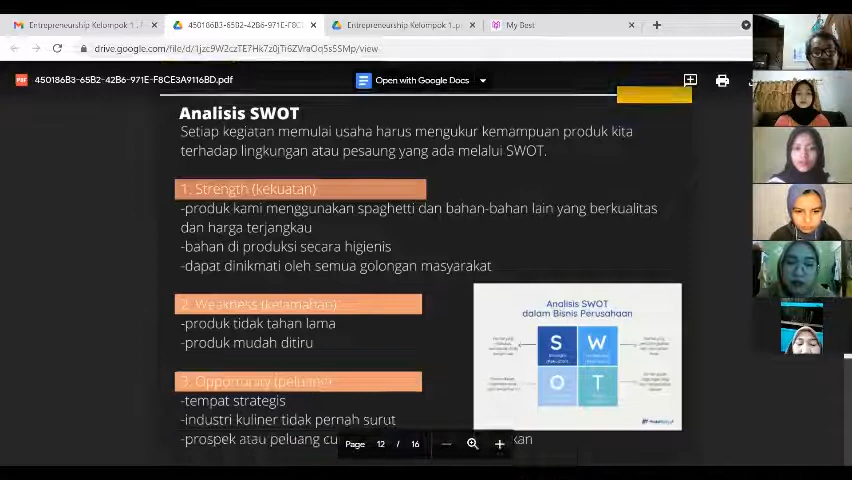 Entrepreneurship Kelompok 1
450186B3-65B2-42B6-971E-F8CE
Entrepreneurship Kelompok 1..p
My Best
drive.google.com/file/d/1jzc9W2czTE7Hk7z0jTi6ZVraOq5s5SMp/view
450186B3-65B2-42B6-971E-F8CE3A9116BD.pdf
Open with Google Docs
Analisis SWOT
Setiap kegiatan memulai usaha harus mengukur kemampuan produk kita
terhadap lingkungan atau pesaung yang ada melalui SWOT.
1. Strength (kekuatan)
-produk kami menggunakan spaghetti dan bahan-bahan lain yang berkualitas
dan harga terjangkau
-bahan di produksi secara higienis
-dapat dinikmati oleh semua golongan masyarakat
2. Weakness (kelamahan)
-produk tidak tahan lama
-produk mudah ditiru
3. Opportunity (peluang)
-tempat strategis
-industri kuliner tidak pernah surut
-prospek atau peluang
Analisis SWOT
dalam Bisnis Perusahaan
S W
O T
Page 12 / 16